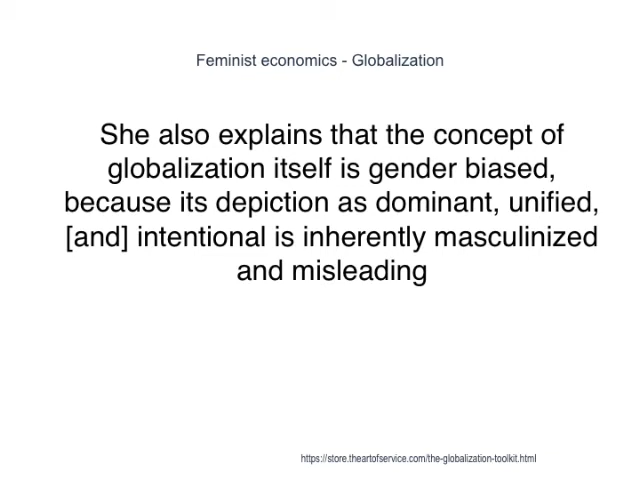 Feminist economics - Globalization
She also explains that the concept of
globalization itself is gender biased,
because its depiction as dominant, unified,
[and] intentional is inherently masculinized
and misleading
https://store.theartofservice.com/the-globalization-toolkit.html